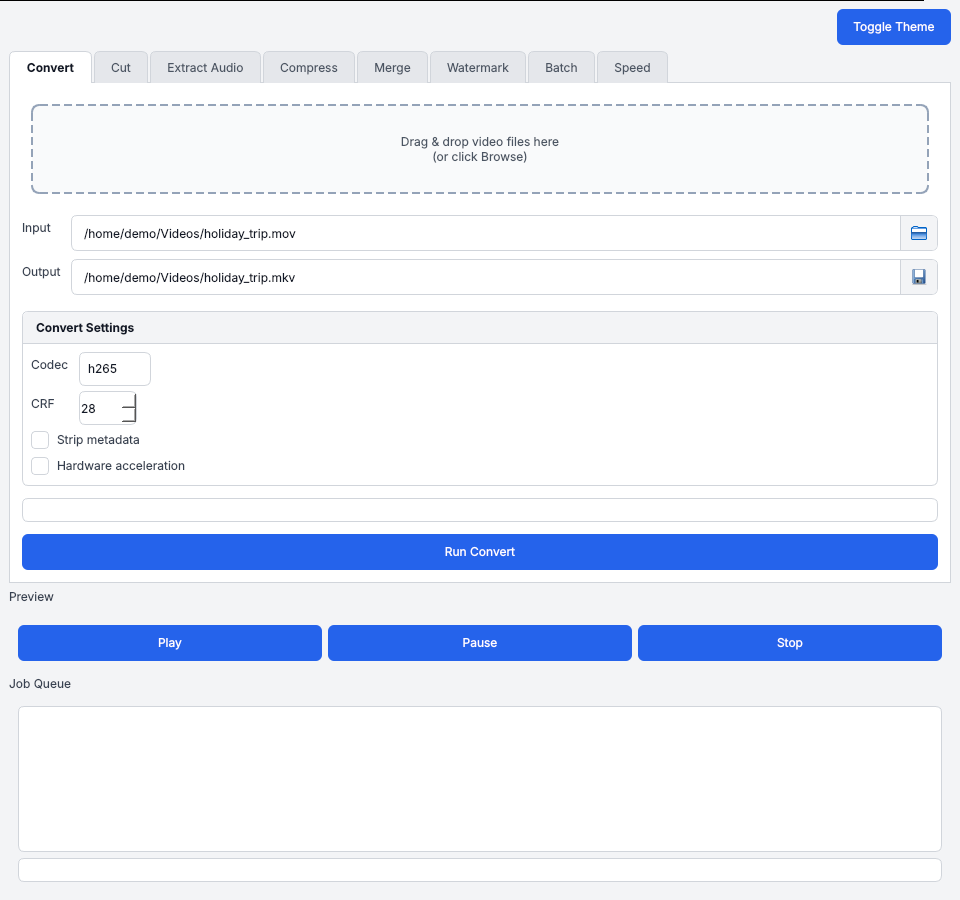 Toggle Theme
Convert Cut Extract Audio Compress Merge Watermark Batch Speed
Drag & drop video files here
(or click Browse)
Input /home/demo/Videos/holiday_trip.mov
Output /home/demo/Videos/holiday_trip.mkv
Convert Settings
Codec h265
CRF 28
Strip metadata
Hardware acceleration
Run Convert
Preview
Play Pause Stop
Job Queue